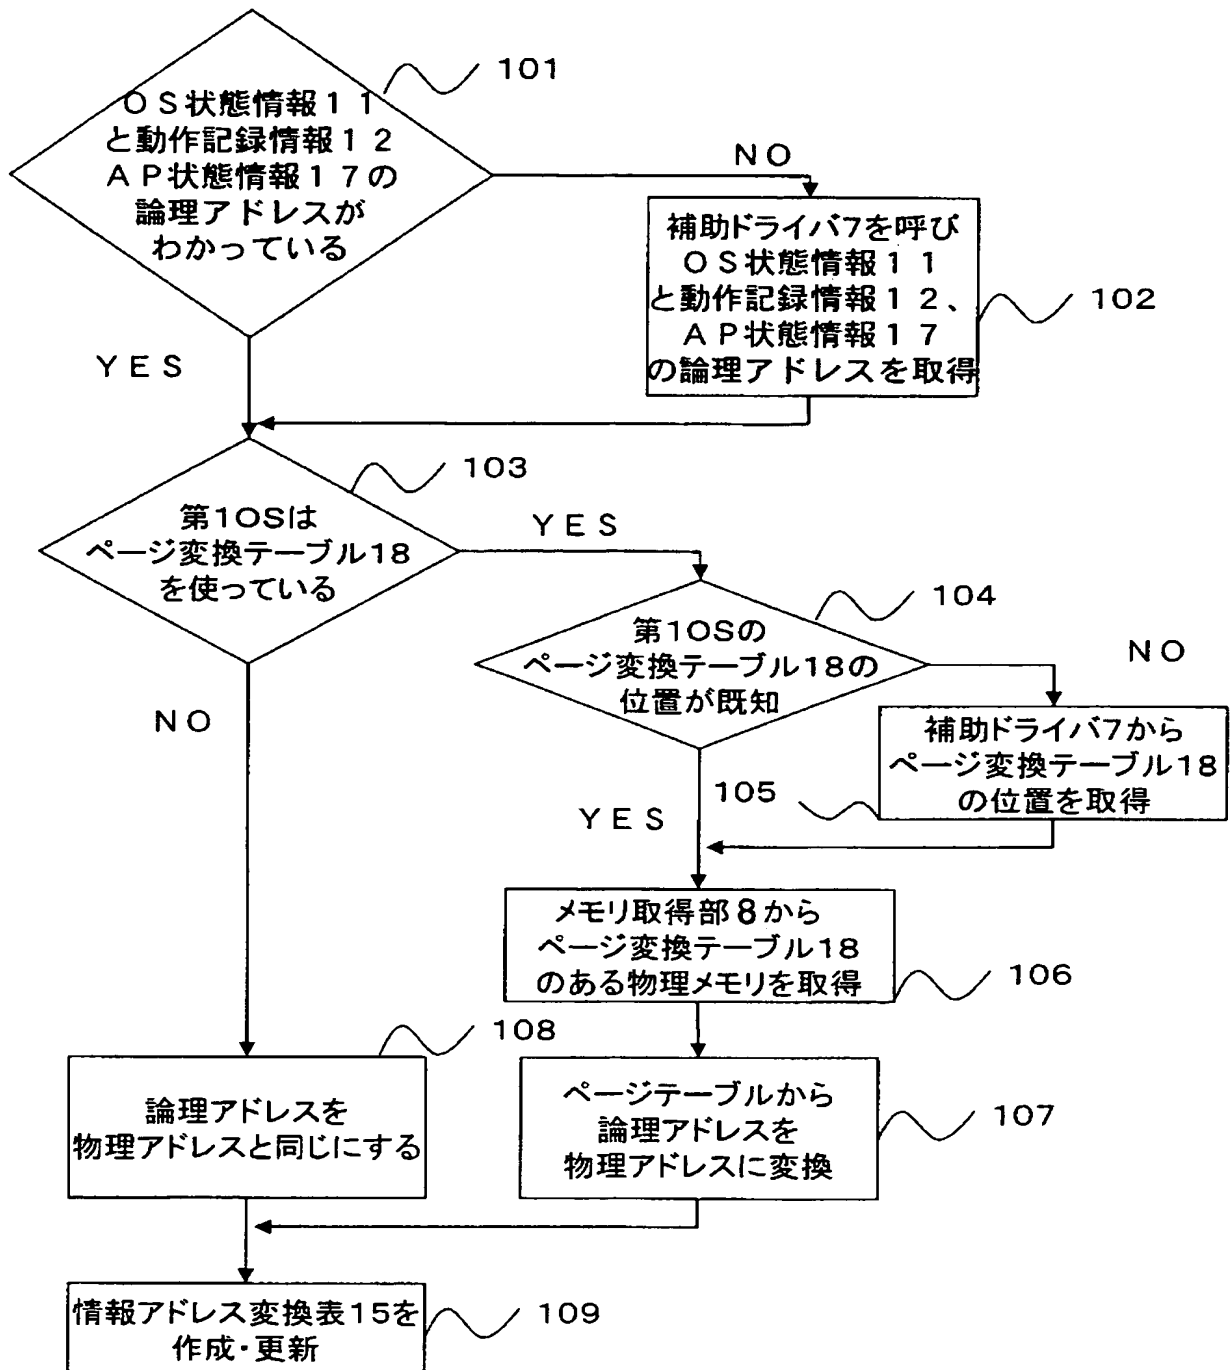 101
ＯＳ状態情報１１
と動作記録情報１２
ＡＰ状態情報１７の
論理アドレスが
わかっている
NO
補助ドライバ7を呼び
ＯＳ状態情報１１
と動作記録情報１２、
ＡＰ状態情報１７
の論理アドレスを取得
102
YES
103
第1OSは
ページ変換テーブル18
を使っている
YES
104
第1OSの
ページ変換テーブル18の
位置が既知
NO
NO
補助ドライバ7から
ページ変換テーブル18
の位置を取得
105
YES
メモリ取得部8から
ページ変換テーブル18
のある物理メモリを取得
106
108
論理アドレスを
物理アドレスと同じにする
ページテーブルから
論理アドレスを
物理アドレスに変換
107
情報アドレス変換表15を
作成・更新
109